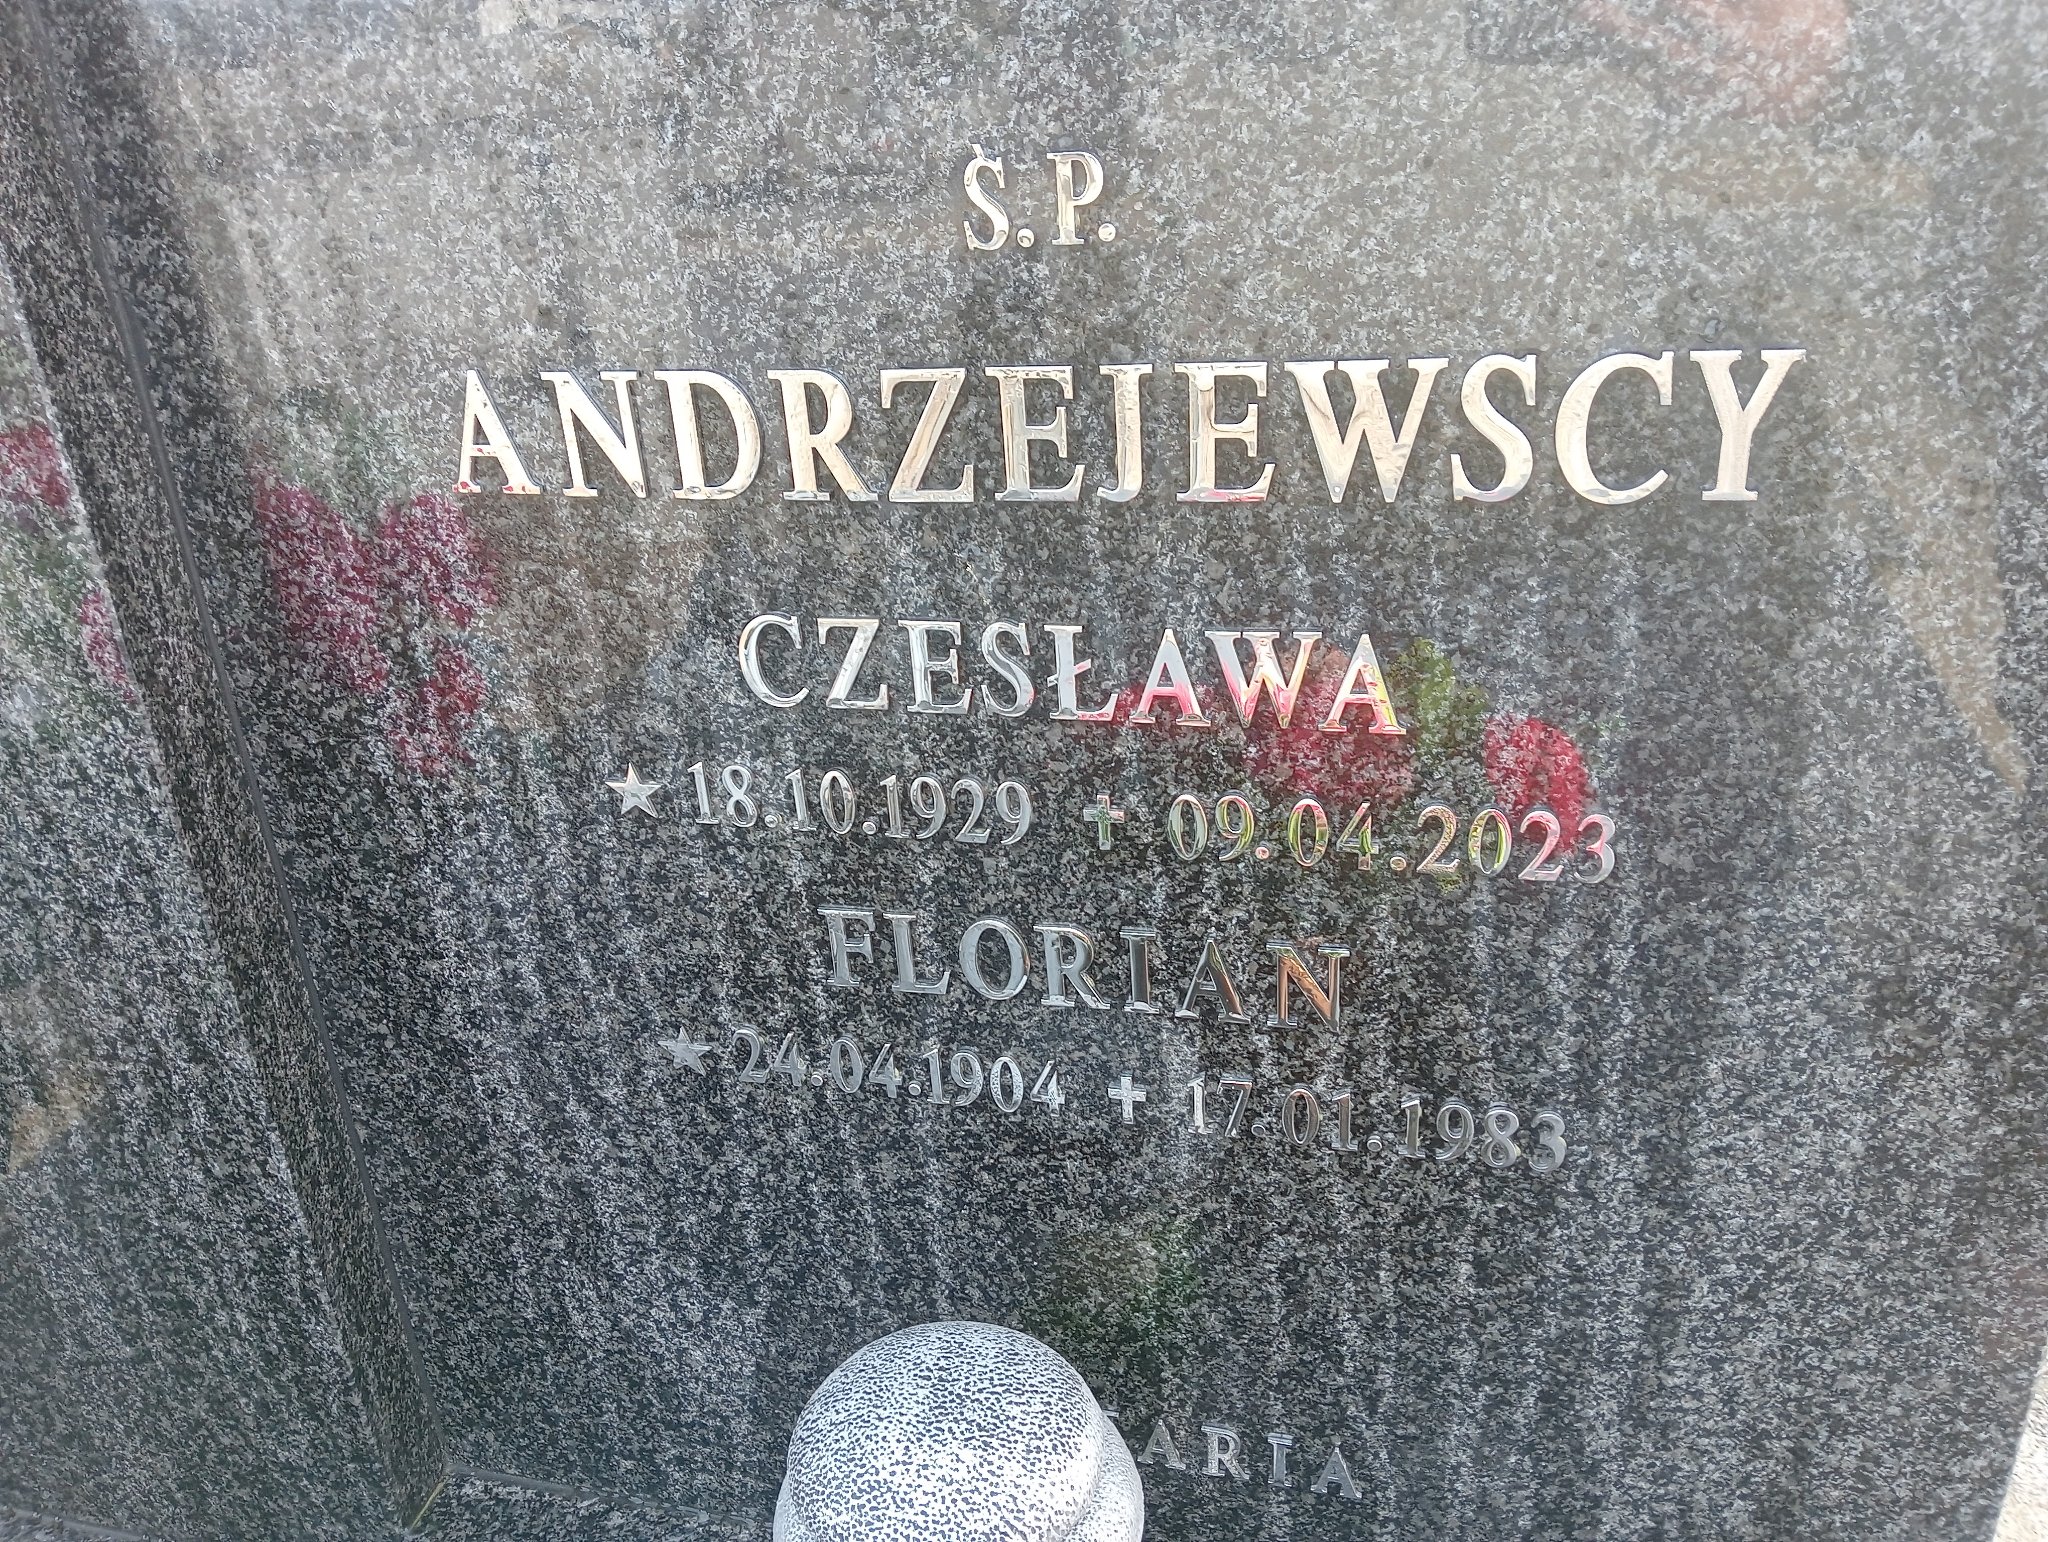 Ś.P.
ANDRZEJEWSCY
CZESŁAWA
★ 18.10.1929 ✝ 09.04.2023
FLORIAN
★ 24.04.1904 ✝ 17.01.1983